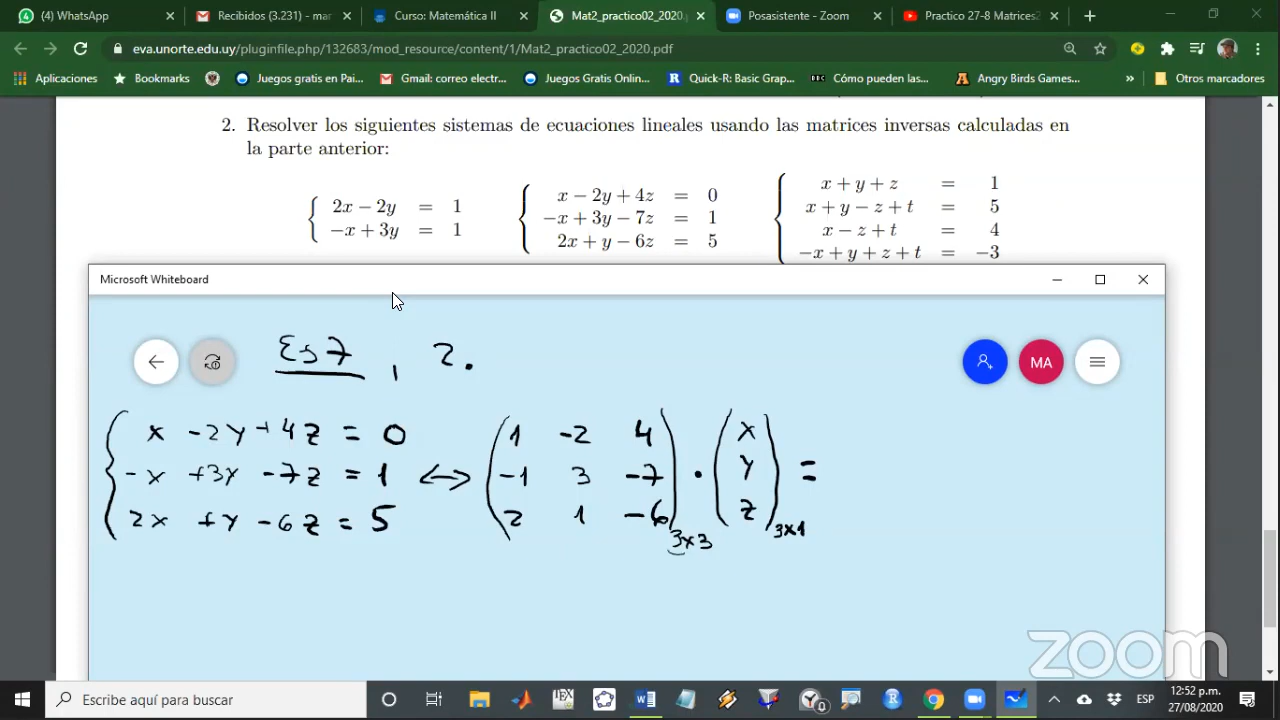 (4) WhatsApp
Recibidos (3.231) - mar
Curso: Matemática II
Mat2_practico02_2020.
Posasistente - Zoom
Practico 27-8 Matrices2
eva.unorte.edu.uy/pluginfile.php/132683/mod_resource/content/1/Mat2_practico02_2020.pdf
Aplicaciones
Bookmarks
Juegos gratis en Pai...
Gmail: correo electr...
Juegos Gratis Onlin...
Quick-R: Basic Grap...
Cómo pueden las...
Angry Birds Games...
»
Otros marcadores
2. Resolver los siguientes sistemas de ecuaciones lineales usando las matrices inversas calculadas en
la parte anterior:
2x − 2y = 1
−x + 3y = 1
x − 2y + 4z = 0
−x + 3y − 7z = 1
2x + y − 6z = 5
x + y + z = 1
x + y − z + t = 5
x − z + t = 4
−x + y + z + t = −3
Microsoft Whiteboard
Ej 7, 2.
MA
x -2y + 4z = 0
-x +3y -7z = 1
2x +y -6z = 5
↔
1 -2 4
-1 3 -7
2 1 -6
3x3
·
x
y
z
3x1
=
zoom
Escribe aquí para buscar
ESP
12:52 p.m.
27/08/2020